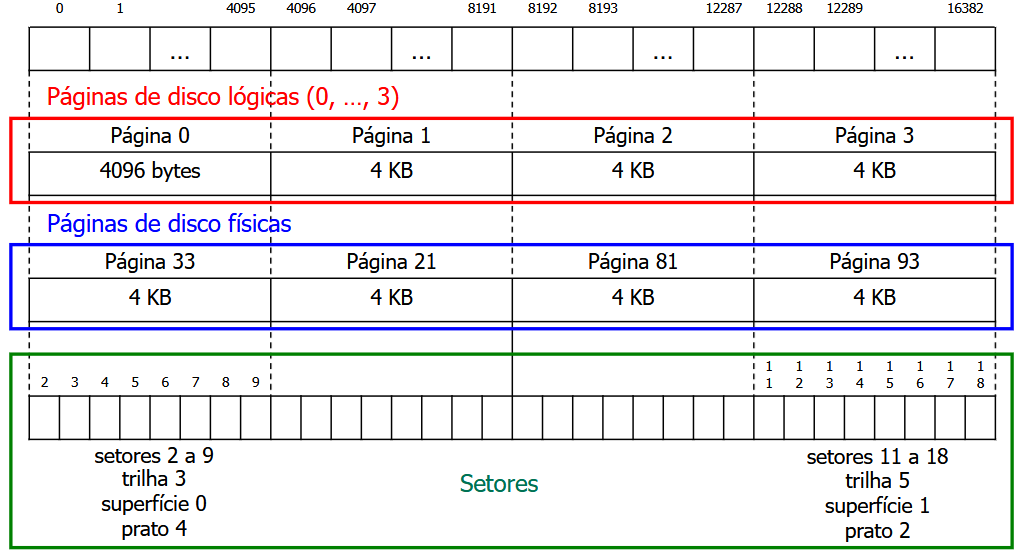 0 1 4095 4096 4097 8191 8192 8193 12287 12288 12289 16382
... ... ... ...
Páginas de disco lógicas (0, ..., 3)
Página 0 Página 1 Página 2 Página 3
4096 bytes 4 KB 4 KB 4 KB
Páginas de disco físicas
Página 33 Página 21 Página 81 Página 93
4 KB 4 KB 4 KB 4 KB
2 3 4 5 6 7 8 9 11 12 13 14 15 16 17 18
setores 2 a 9
trilha 3
superfície 0
prato 4
Setores
setores 11 a 18
trilha 5
superfície 1
prato 2